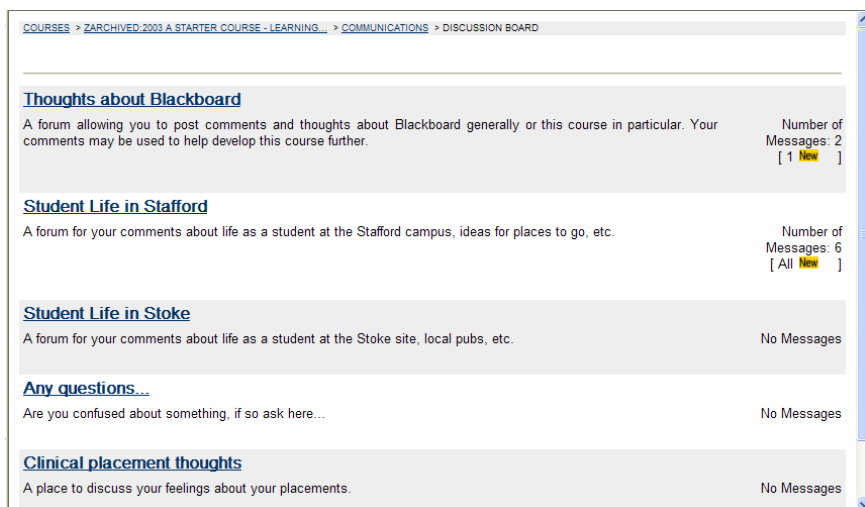 COURSES > ZARCHIVED:2003 A STARTER COURSE - LEARNING... > COMMUNICATIONS > DISCUSSION BOARD
Thoughts about Blackboard
A forum allowing you to post comments and thoughts about Blackboard generally or this course in particular. Your
comments may be used to help develop this course further.
Number of
Messages: 2
[ 1 New ]
Student Life in Stafford
A forum for your comments about life as a student at the Stafford campus, ideas for places to go, etc.
Number of
Messages: 6
[ All New ]
Student Life in Stoke
A forum for your comments about life as a student at the Stoke site, local pubs, etc.
No Messages
Any questions...
Are you confused about something, if so ask here...
No Messages
Clinical placement thoughts
A place to discuss your feelings about your placements.
No Messages